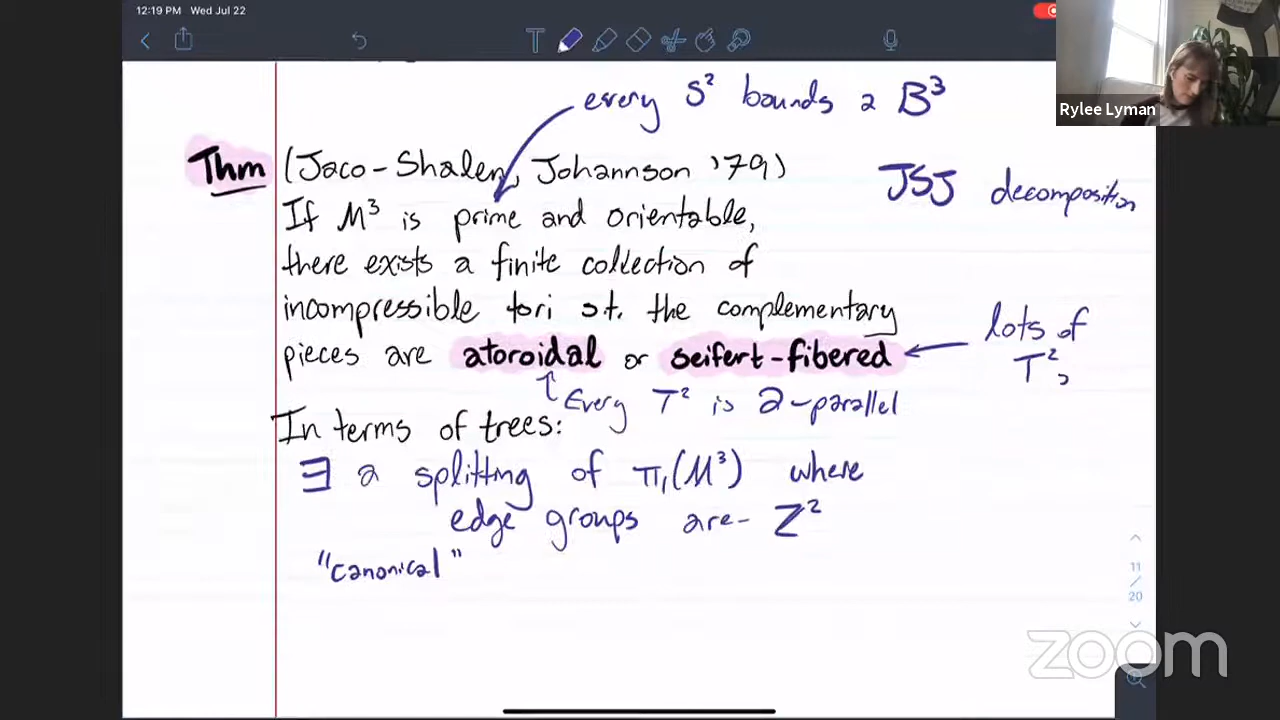 12:19 PM Wed Jul 22
Rylee Lyman
every S² bounds a B³
Thm (Jaco-Shalen, Johannson '79)
JSJ decomposition
If M³ is prime and orientable,
there exists a finite collection of
incompressible tori st. the complementary
pieces are atoroidal or seifert-fibered
lots of
T²,
Every T² is ∂-parallel
In terms of trees:
∃ a splitting of π₁(M³) where
edge groups are Z²
"canonical"
11
/
20
zoom